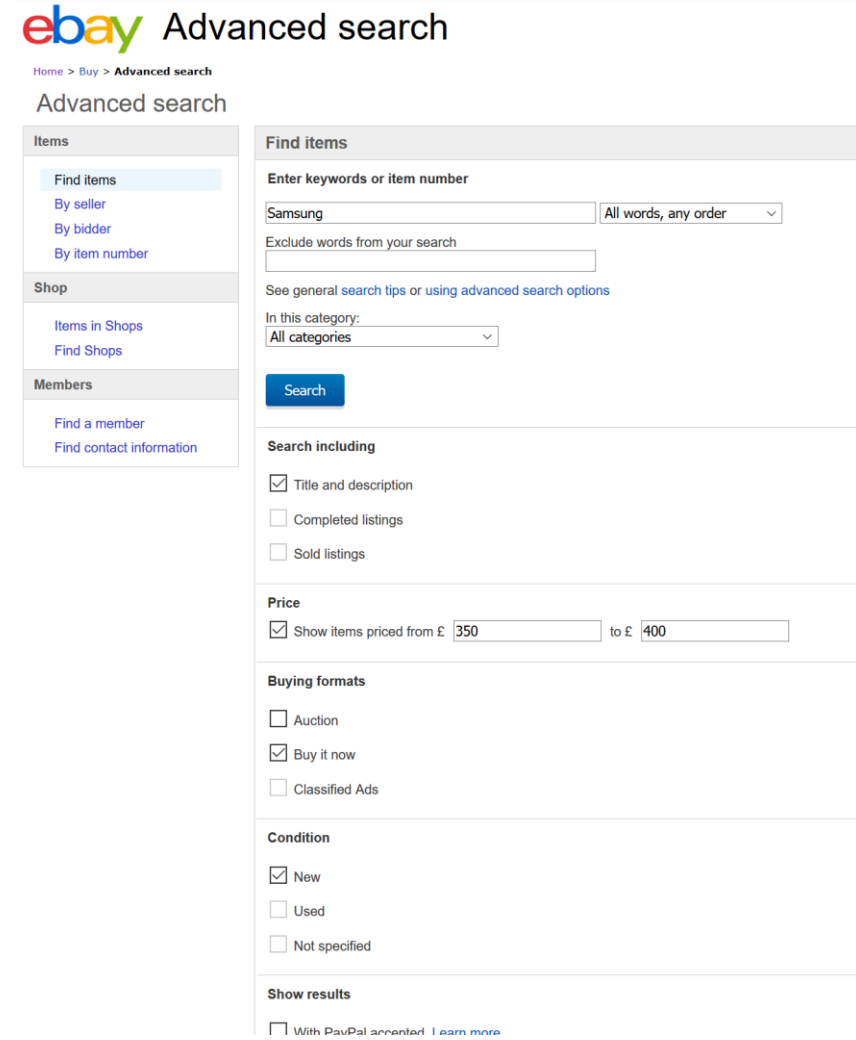 ebay Advanced search
Home > Buy > Advanced search
Advanced search
Items
Find items
By seller
By bidder
By item number
Shop
Items in Shops
Find Shops
Members
Find a member
Find contact information
Find items
Enter keywords or item number
Samsung All words, any order
Exclude words from your search
See general search tips or using advanced search options
In this category:
All categories
Search
Search including
Title and description
Completed listings
Sold listings
Price
Show items priced from £ 350 to £ 400
Buying formats
Auction
Buy it now
Classified Ads
Condition
New
Used
Not specified
Show results
With PayPal accepted Learn more